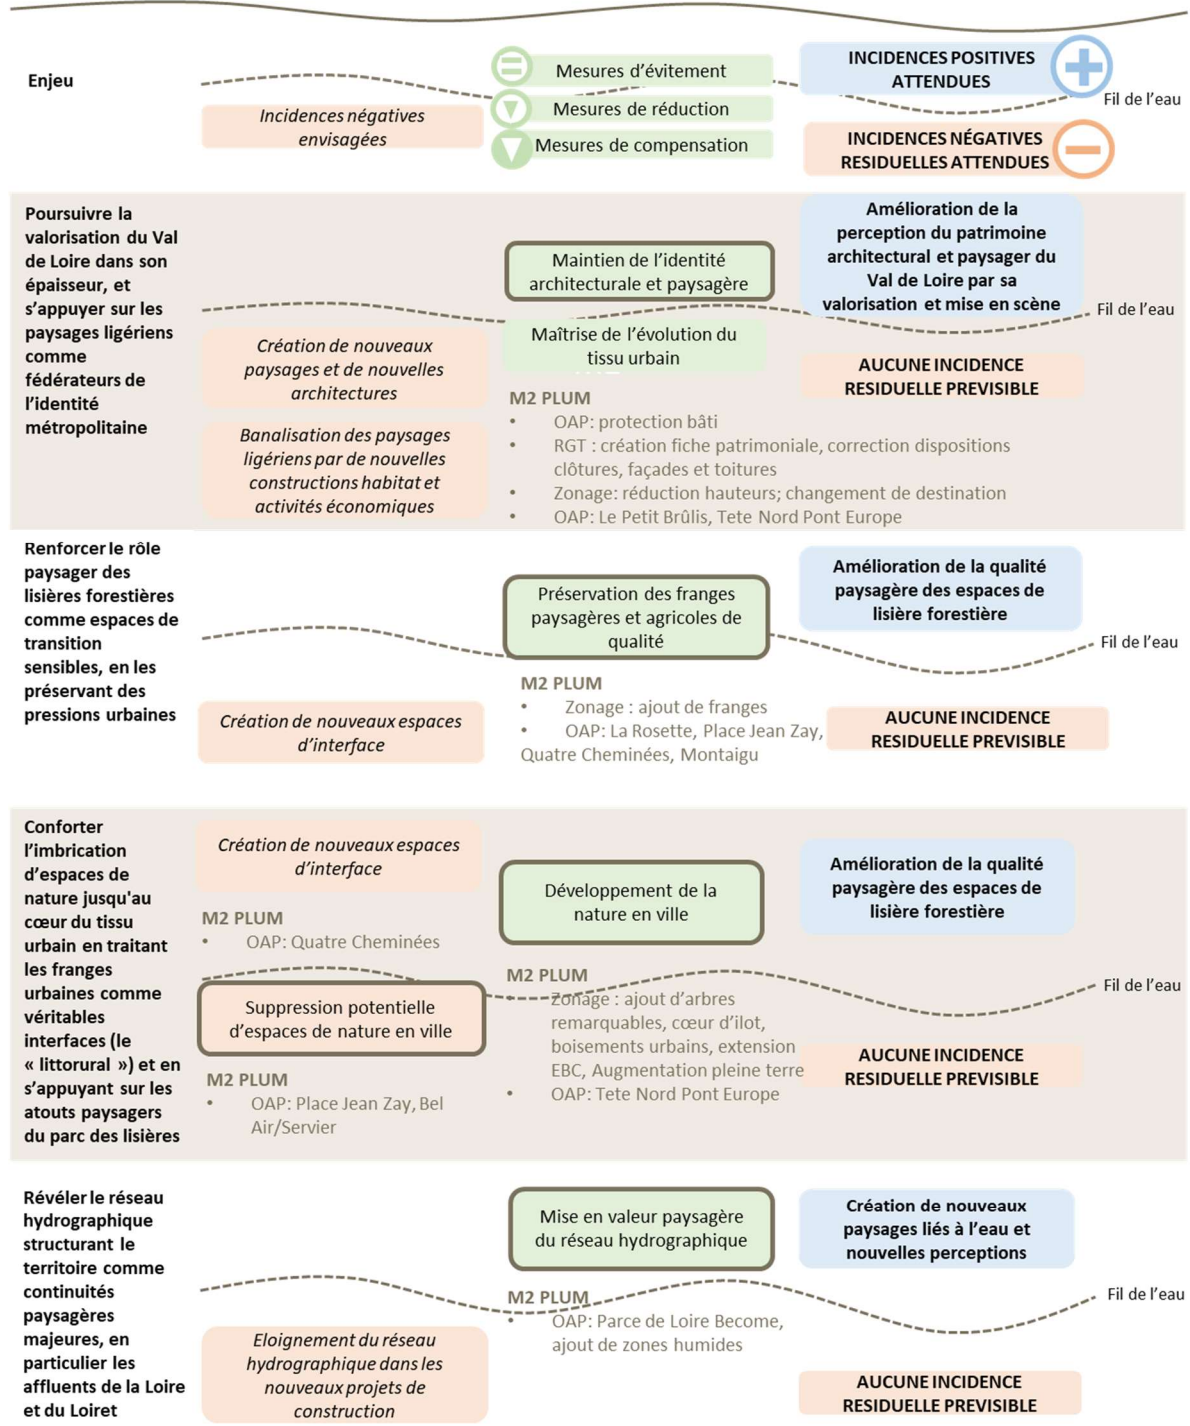 Enjeu
Incidences négatives
envisagées
Mesures d'évitement
Mesures de réduction
Mesures de compensation
INCIDENCES POSITIVES
ATTENDUES
Fil de l'eau
INCIDENCES NÉGATIVES
RESIDUELLES ATTENDUES
Poursuivre la
valorisation du Val
de Loire dans son
épaisseur, et
s'appuyer sur les
paysages ligériens
comme
fédérateurs de
l'identité
métropolitaine
Création de nouveaux
paysages et de nouvelles
architectures
Banalisation des paysages
ligériens par de nouvelles
constructions habitat et
activités économiques
Maintien de l'identité
architecturale et paysagère
Maîtrise de l'évolution du
tissu urbain
M2 PLUM
• OAP: protection bâti
• RGT : création fiche patrimoniale, correction dispositions
clôtures, façades et toitures
• Zonage: réduction hauteurs; changement de destination
• OAP: Le Petit Brûlis, Tete Nord Pont Europe
Amélioration de la
perception du patrimoine
architectural et paysager du
Val de Loire par sa
valorisation et mise en scène
Fil de l'eau
AUCUNE INCIDENCE
RESIDUELLE PREVISIBLE
Renforcer le rôle
paysager des
lisières forestières
comme espaces de
transition
sensibles, en les
préservant des
pressions urbaines
Création de nouveaux espaces
d'interface
Préservation des franges
paysagères et agricoles de
qualité
M2 PLUM
• Zonage : ajout de franges
• OAP: La Rosette, Place Jean Zay,
Quatre Cheminées, Montaigu
Amélioration de la qualité
paysagère des espaces de
lisière forestière
Fil de l'eau
AUCUNE INCIDENCE
RESIDUELLE PREVISIBLE
Conforter
l'imbrication
d'espaces de
nature jusqu'au
cœur du tissu
urbain en traitant
les franges
urbaines comme
véritables
interfaces (le
« littorural ») et en
s'appuyant sur les
atouts paysagers
du parc des lisières
Création de nouveaux espaces
d'interface
M2 PLUM
• OAP: Quatre Cheminées
Suppression potentielle
d'espaces de nature en ville
M2 PLUM
• OAP: Place Jean Zay, Bel
Air/Servier
Développement de la
nature en ville
M2 PLUM
• Zonage : ajout d'arbres
remarquables, cœur d'ilot,
boisements urbains, extension
EBC, Augmentation pleine terre
• OAP: Tete Nord Pont Europe
Amélioration de la qualité
paysagère des espaces de
lisière forestière
Fil de l'eau
AUCUNE INCIDENCE
RESIDUELLE PREVISIBLE
Révéler le réseau
hydrographique
structurant le
territoire comme
continuités
paysagères
majeures, en
particulier les
affluents de la Loire
et du Loiret
Eloignement du réseau
hydrographique dans les
nouveaux projets de
construction
Mise en valeur paysagère
du réseau hydrographique
M2 PLUM
• OAP: Parce de Loire Become,
ajout de zones humides
Création de nouveaux
paysages liés à l'eau et
nouvelles perceptions
Fil de l'eau
AUCUNE INCIDENCE
RESIDUELLE PREVISIBLE